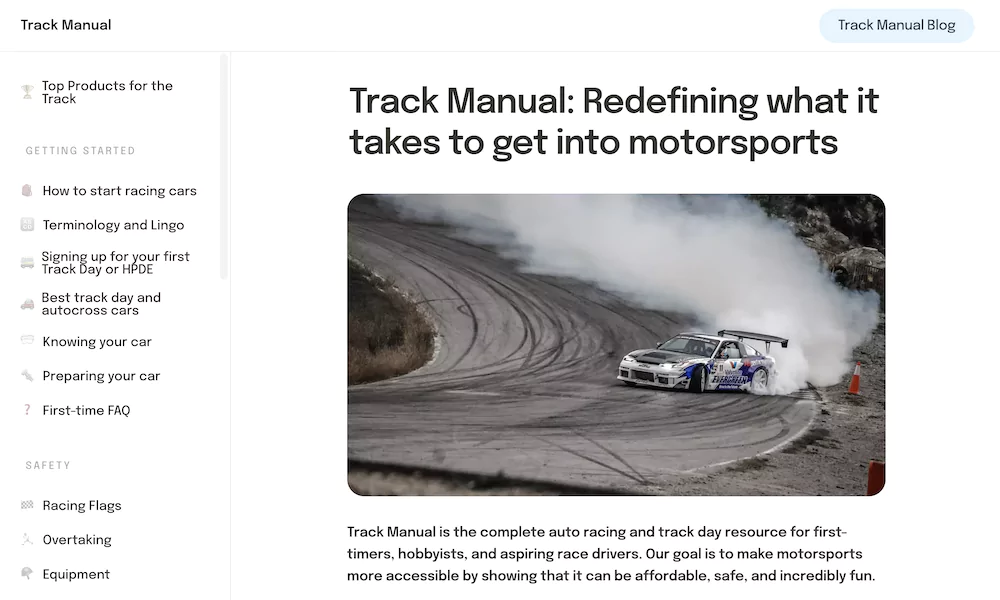 Track Manual
Track Manual Blog
Top Products for the
Track
GETTING STARTED
How to start racing cars
Terminology and Lingo
Signing up for your first
Track Day or HPDE
Best track day and
autocross cars
Knowing your car
Preparing your car
? First-time FAQ
SAFETY
Racing Flags
Overtaking
Equipment
Track Manual: Redefining what it
takes to get into motorsports
EVERGREEN
Track Manual is the complete auto racing and track day resource for first-
timers, hobbyists, and aspiring race drivers. Our goal is to make motorsports
more accessible by showing that it can be affordable, safe, and incredibly fun.